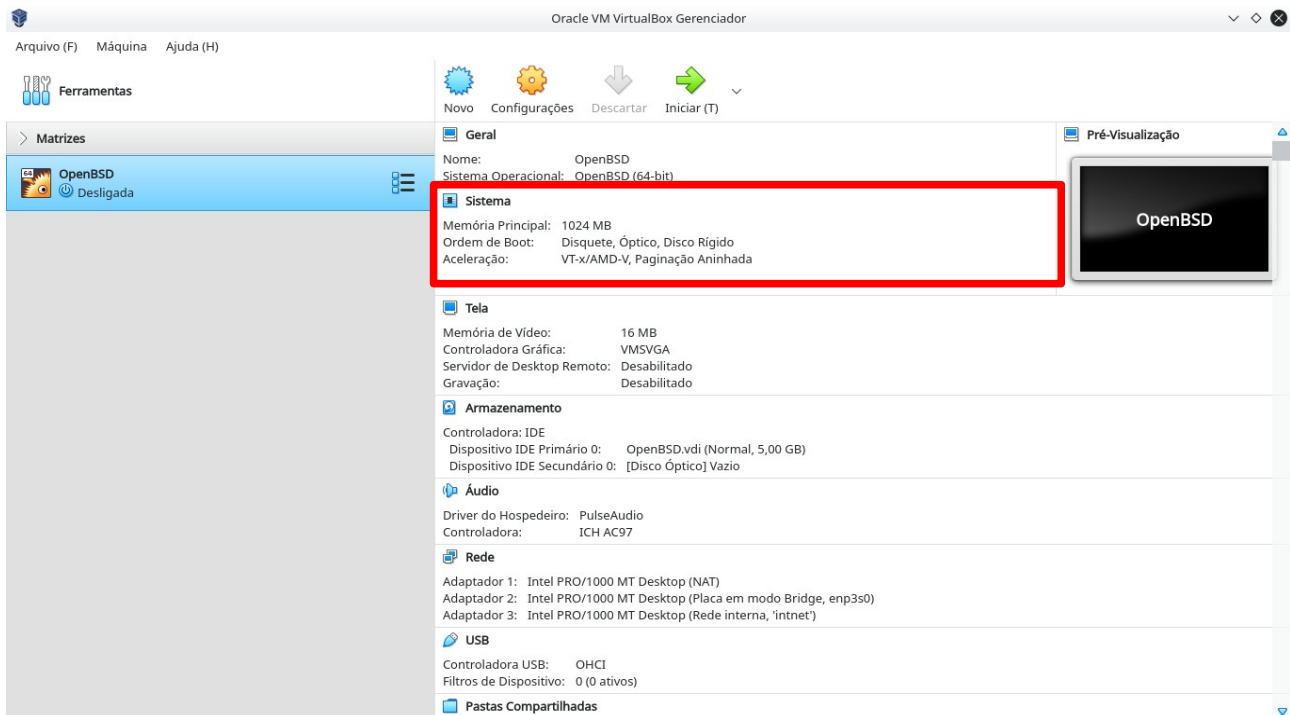 Oracle VM VirtualBox Gerenciador
Arquivo (F) Máquina Ajuda (H)
Ferramentas
Novo Configurações Descartar Iniciar (T)
Matrizes
64 OpenBSD
Desligada
Geral
Nome: OpenBSD
Sistema Operacional: OpenBSD (64-bit)
Pré-Visualização
OpenBSD
Sistema
Memória Principal: 1024 MB
Ordem de Boot: Disquete, Óptico, Disco Rígido
Aceleração: VT-x/AMD-V, Paginação Aninhada
Tela
Memória de Vídeo: 16 MB
Controladora Gráfica: VMSVGA
Servidor de Desktop Remoto: Desabilitado
Gravação: Desabilitado
Armazenamento
Controladora: IDE
Dispositivo IDE Primário 0: OpenBSD.vdi (Normal, 5,00 GB)
Dispositivo IDE Secundário 0: [Disco Óptico] Vazio
Áudio
Driver do Hospedeiro: PulseAudio
Controladora: ICH AC97
Rede
Adaptador 1: Intel PRO/1000 MT Desktop (NAT)
Adaptador 2: Intel PRO/1000 MT Desktop (Placa em modo Bridge, enp3s0)
Adaptador 3: Intel PRO/1000 MT Desktop (Rede interna, 'intnet')
USB
Controladora USB: OHCI
Filtros de Dispositivo: 0 (0 ativos)
Pastas Compartilhadas